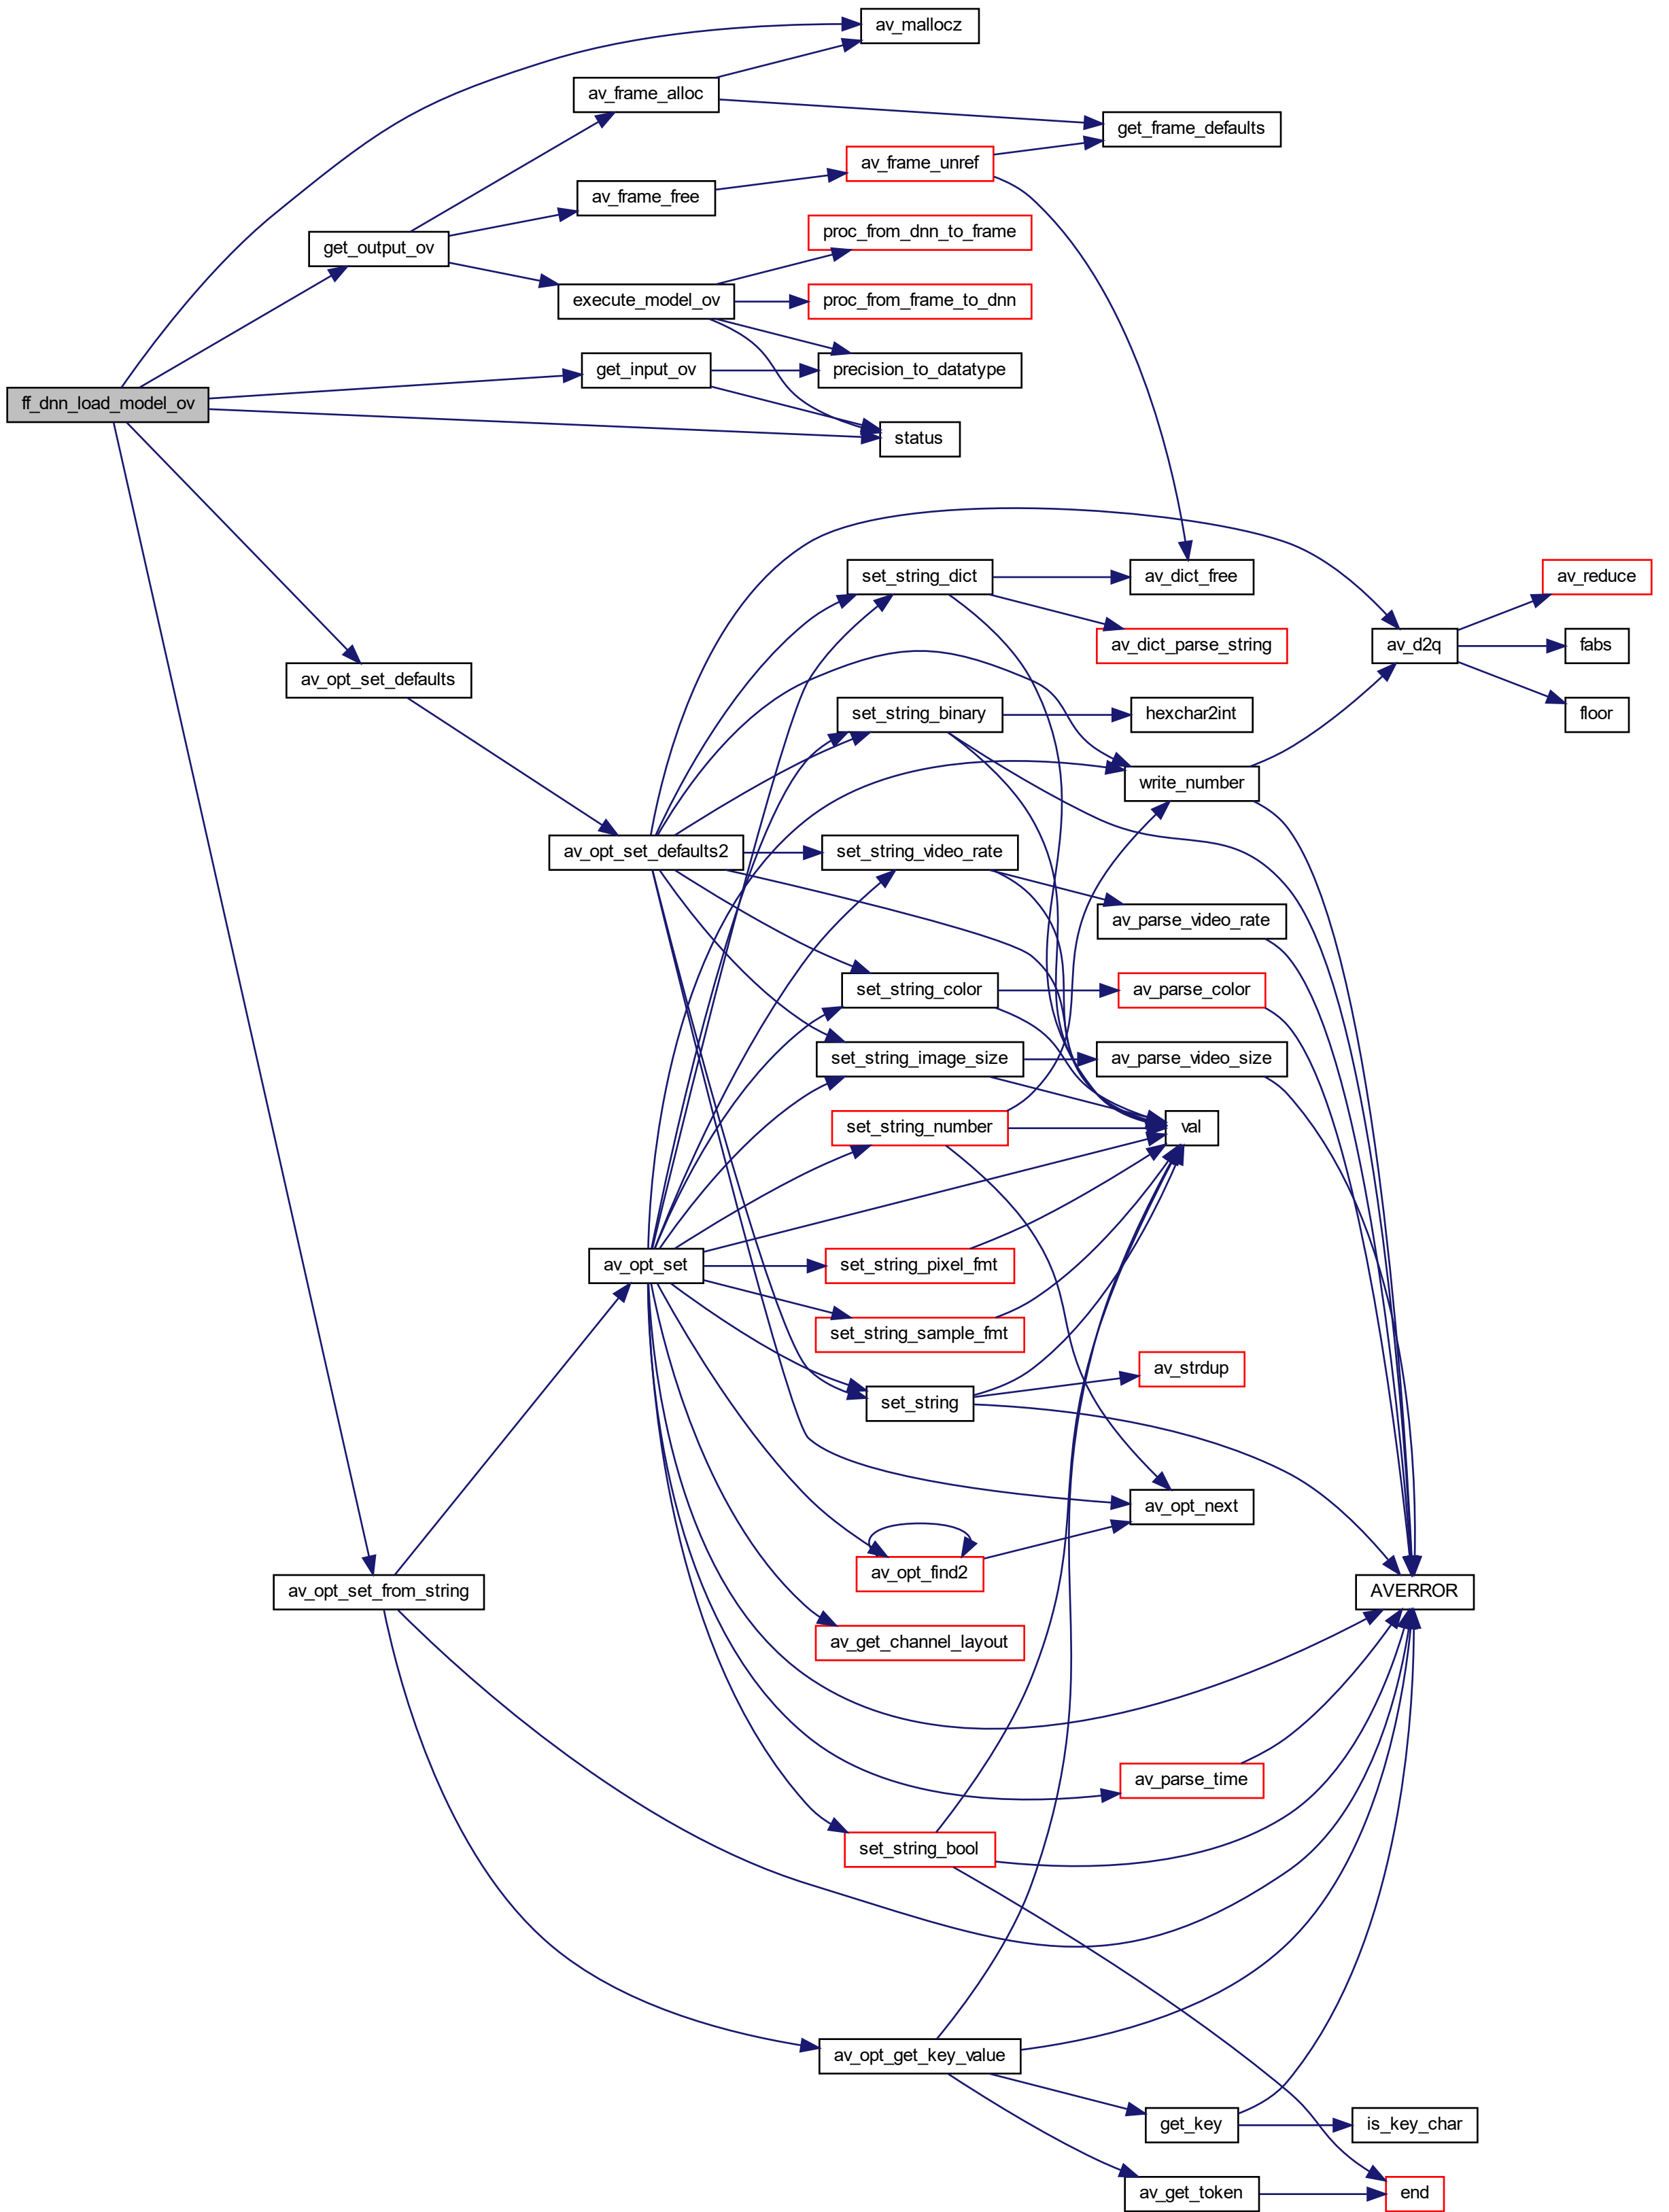 av_mallocz
av_frame_alloc
get_frame_defaults
av_frame_unref
av_frame_free
proc_from_dnn_to_frame
get_output_ov
execute_model_ov
proc_from_frame_to_dnn
get_input_ov
precision_to_datatype
ff_dnn_load_model_ov
status
set_string_dict
av_dict_free
av_reduce
av_dict_parse_string
av_d2q
fabs
av_opt_set_defaults
set_string_binary
hexchar2int
floor
write_number
av_opt_set_defaults2
set_string_video_rate
av_parse_video_rate
set_string_color
av_parse_color
set_string_image_size
av_parse_video_size
set_string_number
val
av_opt_set
set_string_pixel_fmt
set_string_sample_fmt
av_strdup
set_string
av_opt_next
av_opt_find2
av_opt_set_from_string
AVERROR
av_get_channel_layout
av_parse_time
set_string_bool
av_opt_get_key_value
get_key
is_key_char
av_get_token
end